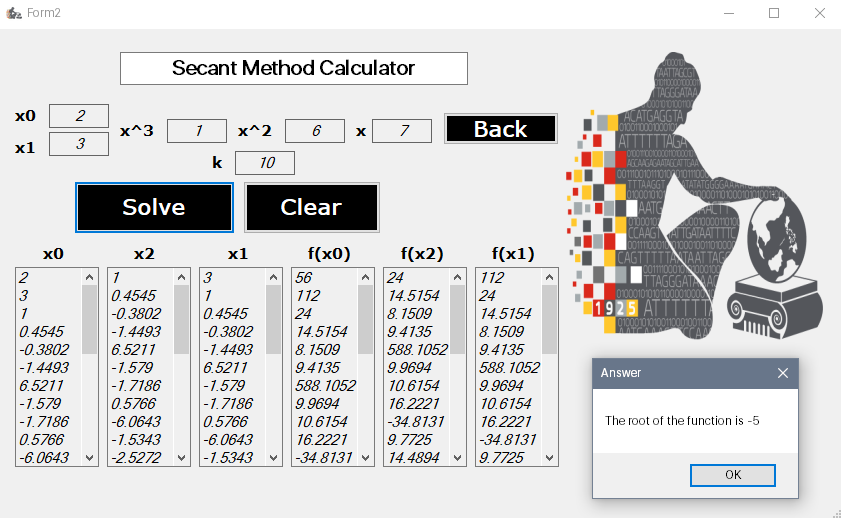 Form2
Secant Method Calculator
x0 2
x1 3
x^3 1 x^2 6 x 7
k 10
Back
Solve Clear
x0 x2 x1 f(x0) f(x2) f(x1)
2 1 3 56 24 112
3 0.4545 1 112 14.5154 24
1 -0.3802 0.4545 24 8.1509 14.5154
0.4545 -1.4493 -0.3802 14.5154 9.4135 8.1509
-0.3802 6.5211 -1.4493 8.1509 588.1052 9.4135
-1.4493 -1.579 6.5211 9.4135 9.9694 588.1052
6.5211 -1.7186 -1.579 588.1052 10.6154 9.9694
-1.579 0.5766 -1.7186 9.9694 16.2221 10.6154
-1.7186 -6.0643 0.5766 10.6154 -34.8131 16.2221
0.5766 -1.5343 -6.0643 16.2221 9.7725 -34.8131
-6.0643 -2.5272 -1.5343 -34.8131 14.4894 9.7725
1925
Answer
The root of the function is -5
OK